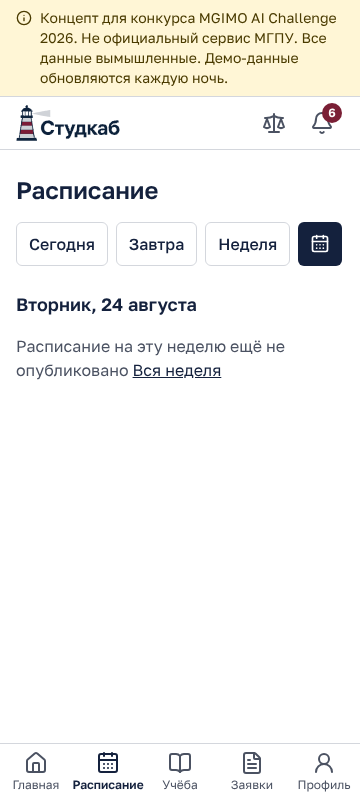 Концепт для конкурса MGIMO AI Challenge
2026. Не официальный сервис МГПУ. Все
данные вымышленные. Демо-данные
обновляются каждую ночь.
Студкаб
6
Расписание
Сегодня
Завтра
Неделя
Вторник, 24 августа
Расписание на эту неделю ещё не
опубликовано Вся неделя
Главная
Расписание
Учёба
Заявки
Профиль